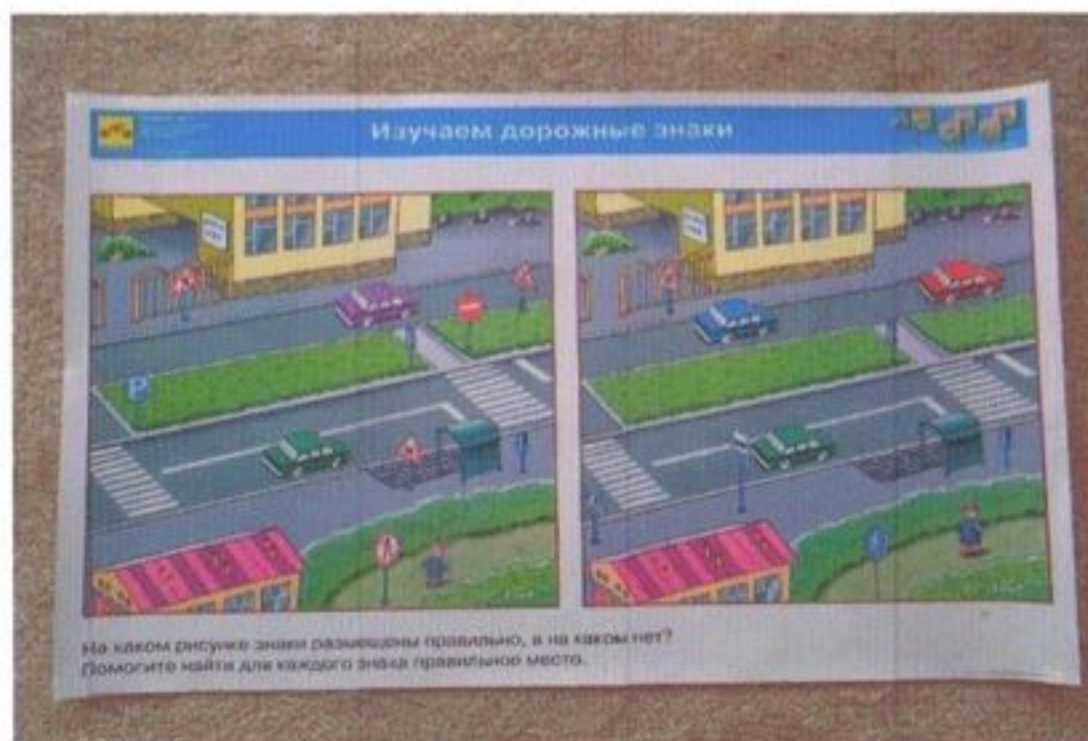 Изучаем дорожные знаки
P
На каком рисунке знаки размещены правильно, а на каком нет?
Помогите найти для каждого знака правильное место.